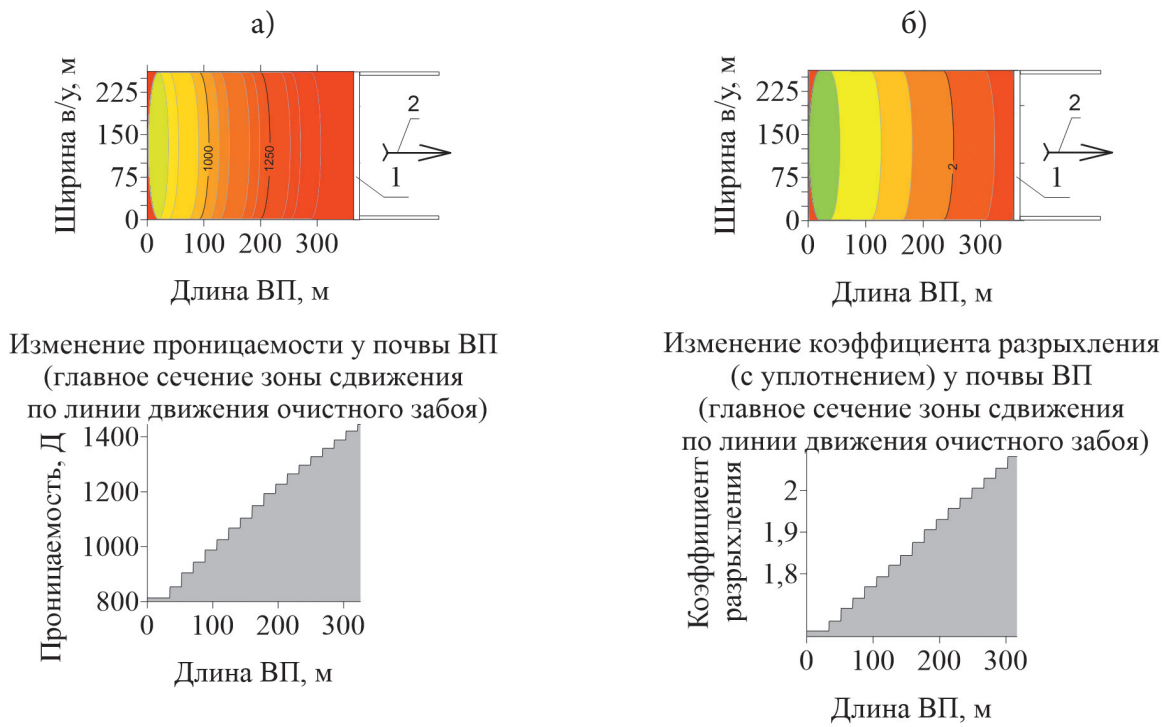 а)
Ширина в/у, м
225
150
75
0
1000
1250
2
1
0 100 200 300
Длина ВП, м
Изменение проницаемости у почвы ВП
(главное сечение зоны сдвижения
по линии движения очистного забоя)
Проницаемость, Д
1400
1200
1000
800
0 100 200 300
Длина ВП, м
б)
Ширина в/у, м
225
150
75
0
2
2
1
0 100 200 300
Длина ВП, м
Изменение коэффициента разрыхления
(с уплотнением) у почвы ВП
(главное сечение зоны сдвижения
по линии движения очистного забоя)
Коэффициент
разрыхления
2
1,9
1,8
0 100 200 300
Длина ВП, м